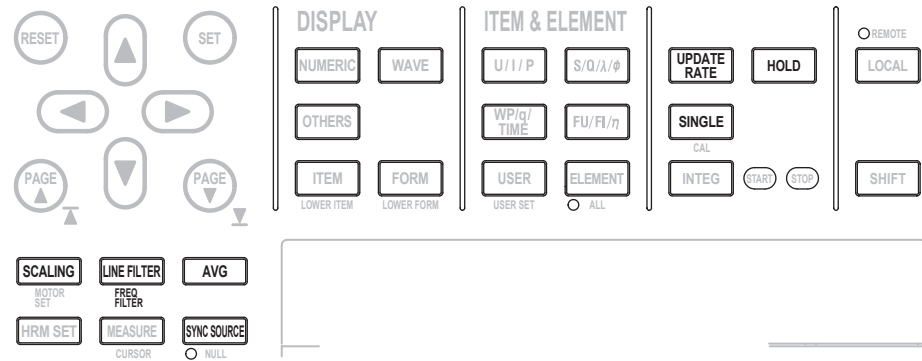 RESET
SET
PAGE
PAGE
DISPLAY
NUMERIC
WAVE
OTHERS
ITEM
FORM
LOWER ITEM
LOWER FORM
ITEM & ELEMENT
U / I / P
S/Q/λ/φ
WP/q/
TIME
FU/FI/η
USER
ELEMENT
USER SET
ALL
UPDATE
RATE
HOLD
SINGLE
CAL
INTEG
START
STOP
REMOTE
LOCAL
SHIFT
SCALING
LINE FILTER
AVG
MOTOR
SET
FREQ
FILTER
HRM SET
MEASURE
SYNC SOURCE
CURSOR
NULL